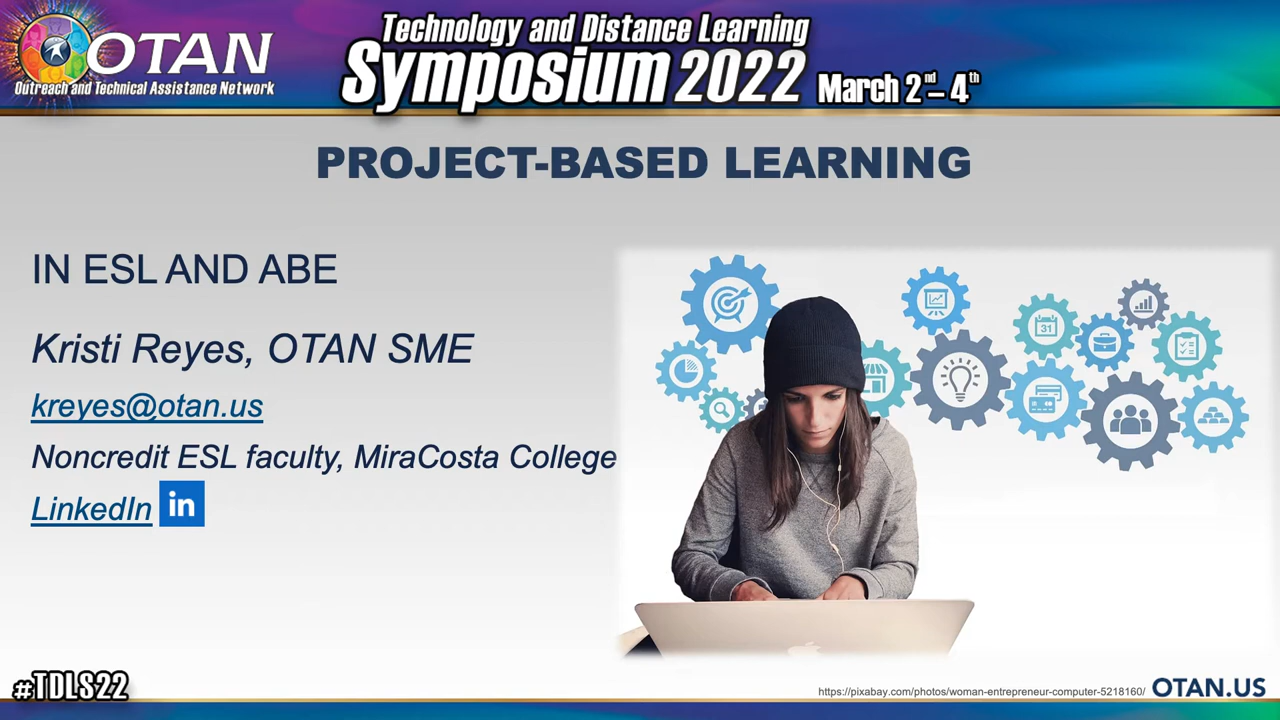 OTAN
Outreach and Technical Assistance Network
Technology and Distance Learning
Symposium 2022 March 2nd – 4th
PROJECT-BASED LEARNING
IN ESL AND ABE
Kristi Reyes, OTAN SME
kreyes@otan.us
Noncredit ESL faculty, MiraCosta College
LinkedIn in
31
#TDLS22
https://pixabay.com/photos/woman-entrepreneur-computer-5218160/
OTAN.US